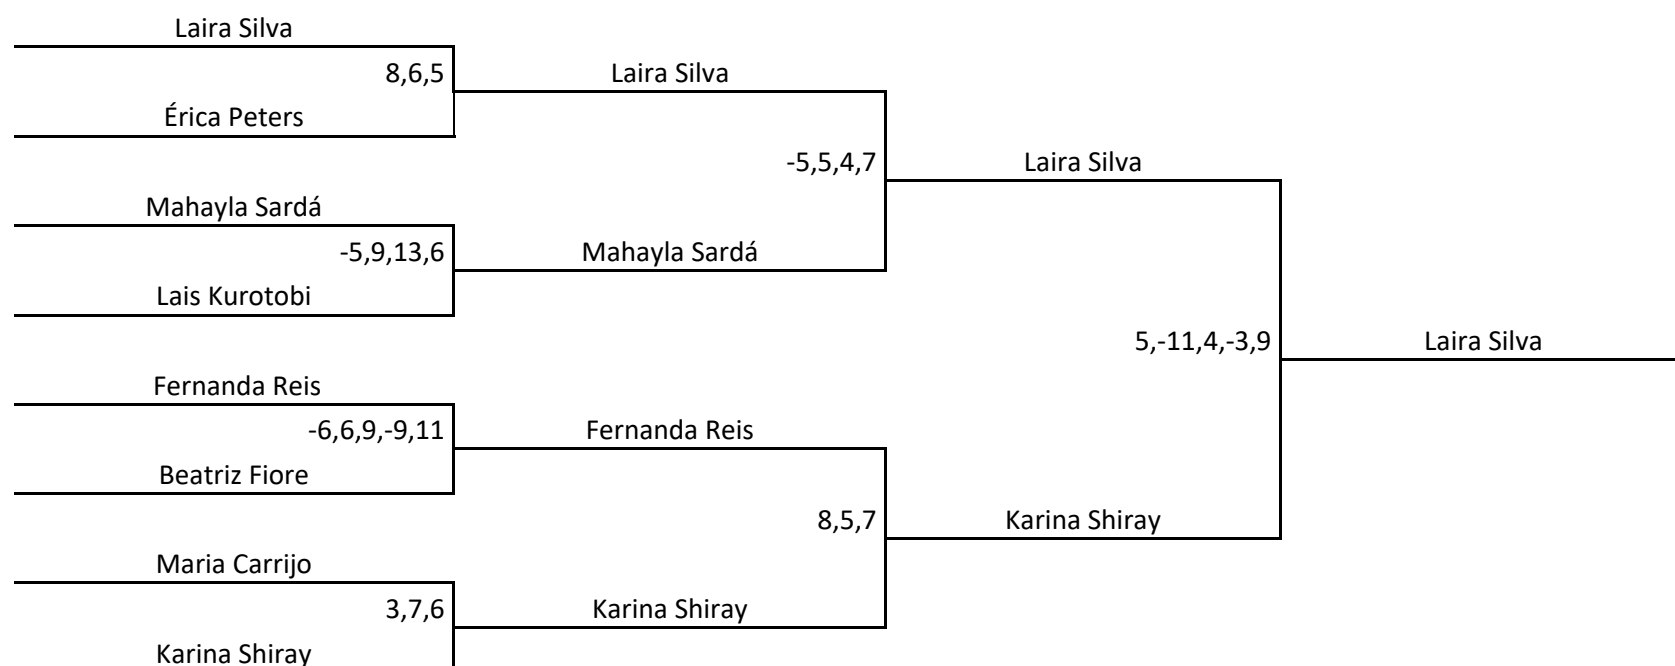 Laira Silva
8,6,5
Laira Silva
Érica Peters
-5,5,4,7
Laira Silva
Mahayla Sardá
-5,9,13,6
Mahayla Sardá
Lais Kurotobi
5,-11,4,-3,9
Laira Silva
Fernanda Reis
-6,6,9,-9,11
Fernanda Reis
Beatriz Fiore
8,5,7
Karina Shiray
Maria Carrijo
3,7,6
Karina Shiray
Karina Shiray